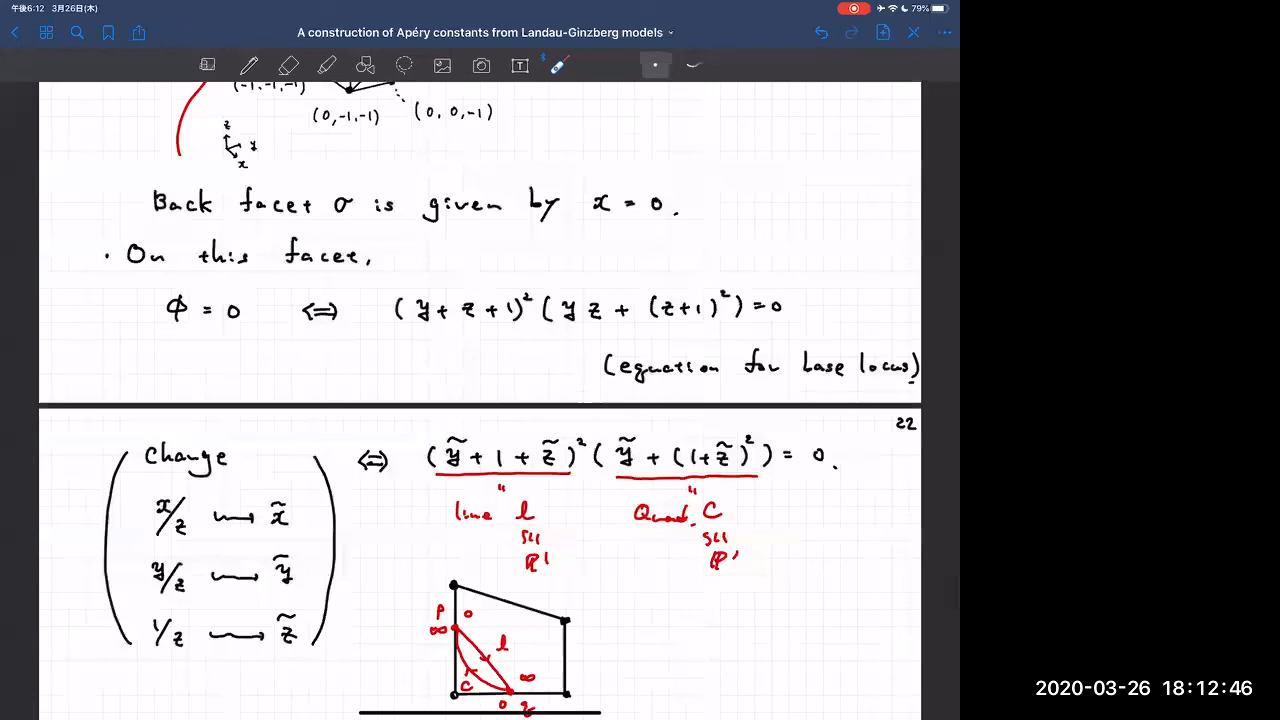 午後6:12 3月26日(木)
79%
A construction of Apéry constants from Landau-Ginzberg models
T
(-1,-1,-1)
(0,-1,-1)
(0, 0,-1)
z
y
x
Back facet σ is given by x = 0.
· On this facet,
φ = 0 ⇔ (y+z+1)² (yz + (z+1)²) = 0
(equation for base locus)
22
Change ⇔ (ỹ + 1 + z̃)² (ỹ + (1+z̃)²) = 0.
x/z ⟼ x̃
y/z ⟼ ỹ
1/z ⟼ z̃
line ℓ
Quad. C
P¹
P¹
P 0
∞
ℓ
C
∞
0 q
2020-03-26 18:12:46